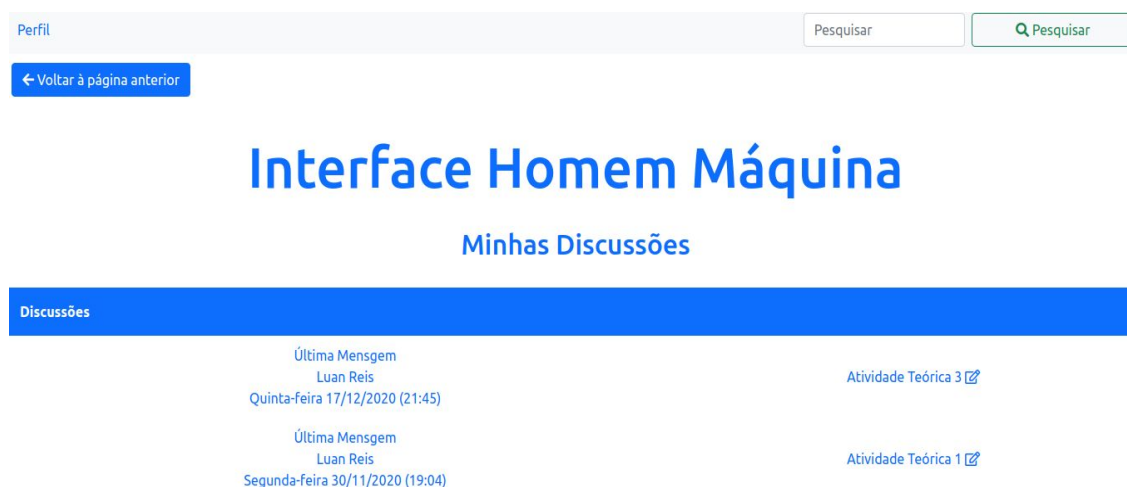 Perfil
Pesquisar
Pesquisar
Voltar à página anterior
Interface Homem Máquina
Minhas Discussões
Discussões
Última Mensgem
Luan Reis
Quinta-feira 17/12/2020 (21:45)
Atividade Teórica 3
Última Mensgem
Luan Reis
Segunda-feira 30/11/2020 (19:04)
Atividade Teórica 1